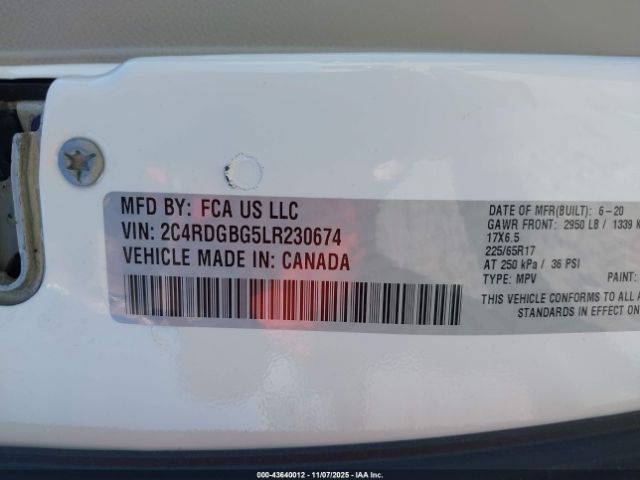 MFD BY: FCA US LLC
VIN: 2C4RDGBG5LR230674
VEHICLE MADE IN: CANADA
DATE OF MFR(BUILT): 6-20
GAWR FRONT: 2950 LB / 1339 K
17X6.5
225/65R17
AT 250 kPa / 36 PSI
TYPE: MPV PAINT:
THIS VEHICLE CONFORMS TO ALL A
STANDARDS IN EFFECT ON
000-43640012 - 11/07/2025 - IAA Inc.